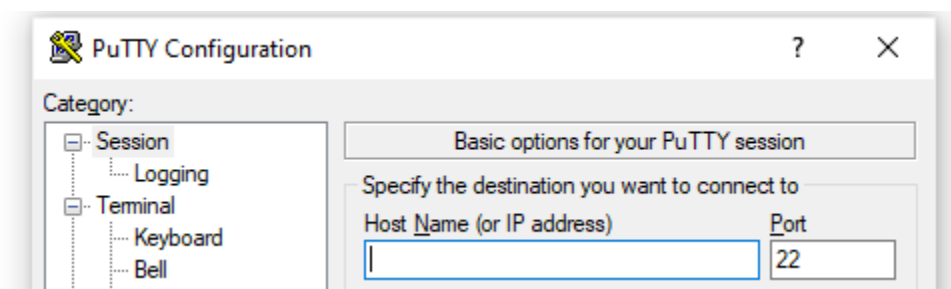 PuTTY Configuration ? ×
Category:
Session
Logging
Terminal
Keyboard
Bell
Basic options for your PuTTY session
Specify the destination you want to connect to
Host Name (or IP address) Port
22